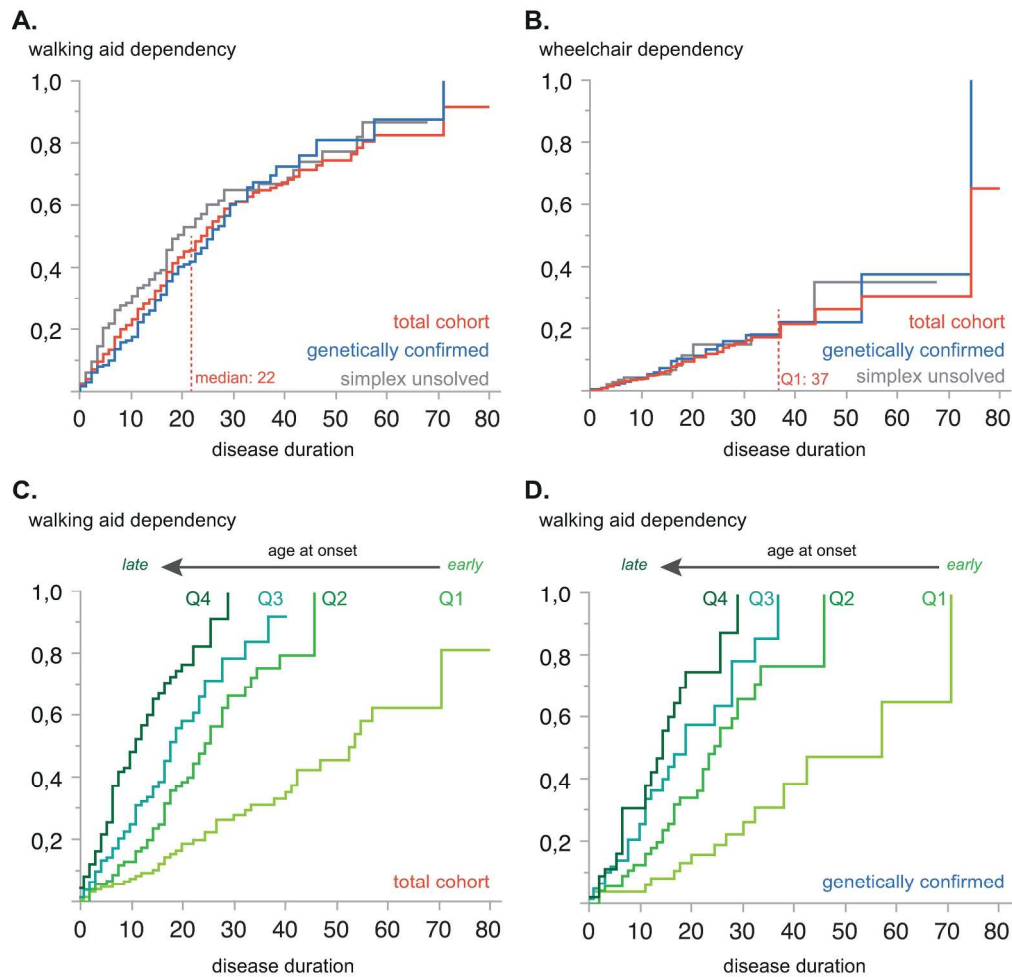 A.
walking aid dependency
1,0
0,8
0,6
0,4
0,2
total cohort
genetically confirmed
simplex unsolved
median: 22
0 10 20 30 40 50 60 70 80
disease duration
B.
wheelchair dependency
1,0
0,8
0,6
0,4
0,2
total cohort
genetically confirmed
simplex unsolved
Q1: 37
0 10 20 30 40 50 60 70 80
disease duration
C.
walking aid dependency
age at onset
late early
Q4 Q3 Q2 Q1
1,0
0,8
0,6
0,4
0,2
total cohort
0 10 20 30 40 50 60 70 80
disease duration
D.
walking aid dependency
age at onset
late early
Q4 Q3 Q2 Q1
1,0
0,8
0,6
0,4
0,2
genetically confirmed
0 10 20 30 40 50 60 70 80
disease duration